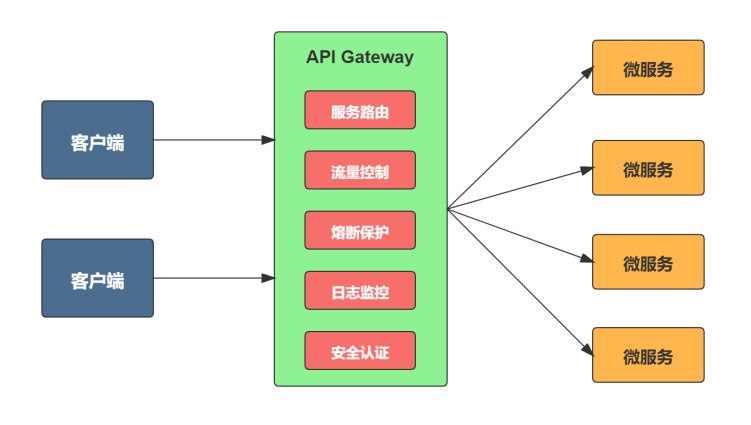 客户端
客户端
API Gateway
服务路由
流量控制
熔断保护
日志监控
安全认证
微服务
微服务
微服务
微服务